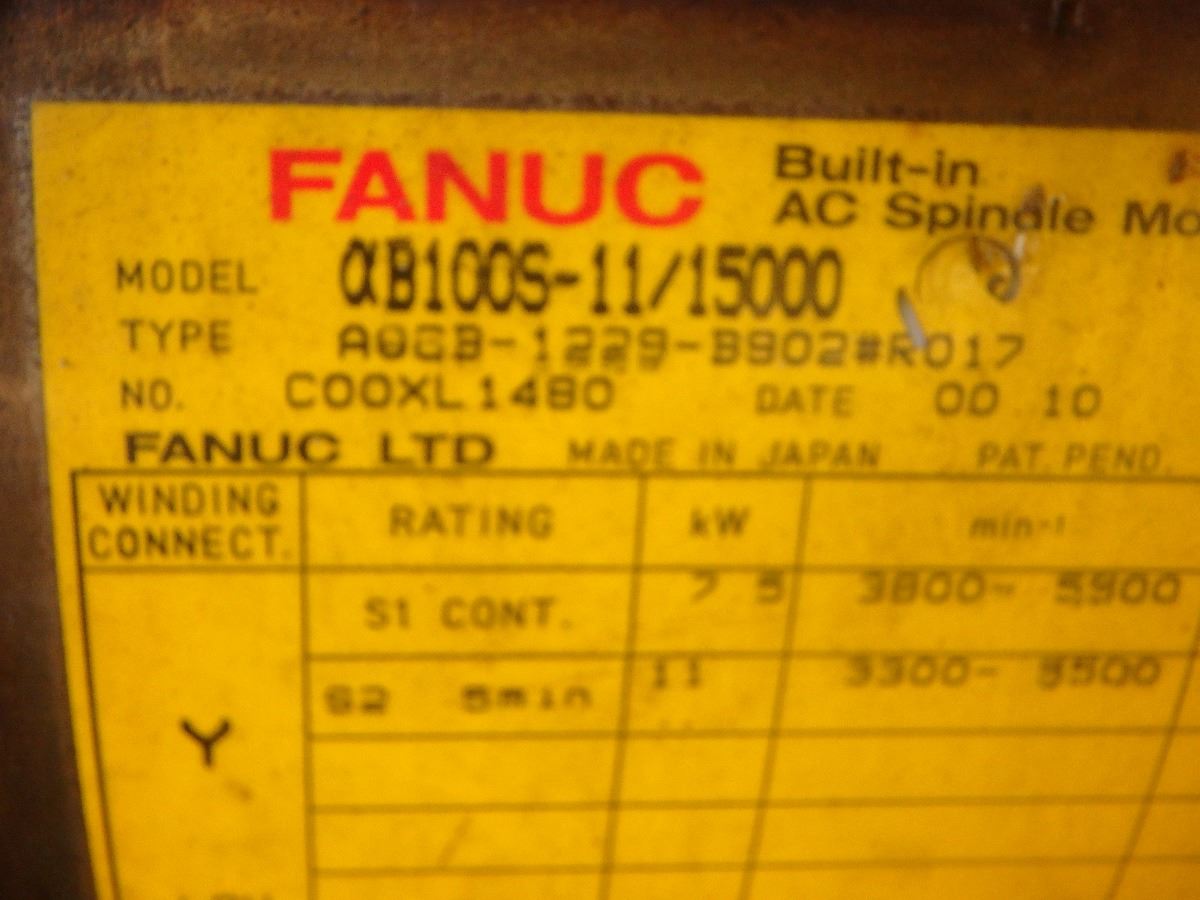 FANUC Built-in
AC Spindle Mo
MODEL αB100S-11/15000
TYPE A06B-1229-B902#R017
NO. C00XL1480 DATE 00 10
FANUC LTD MADE IN JAPAN PAT. PEND.
WINDING CONNECT. RATING kW min-1
Y S1 CONT. 7 5 3800- 5900
S2 5min 11 3300- 5500